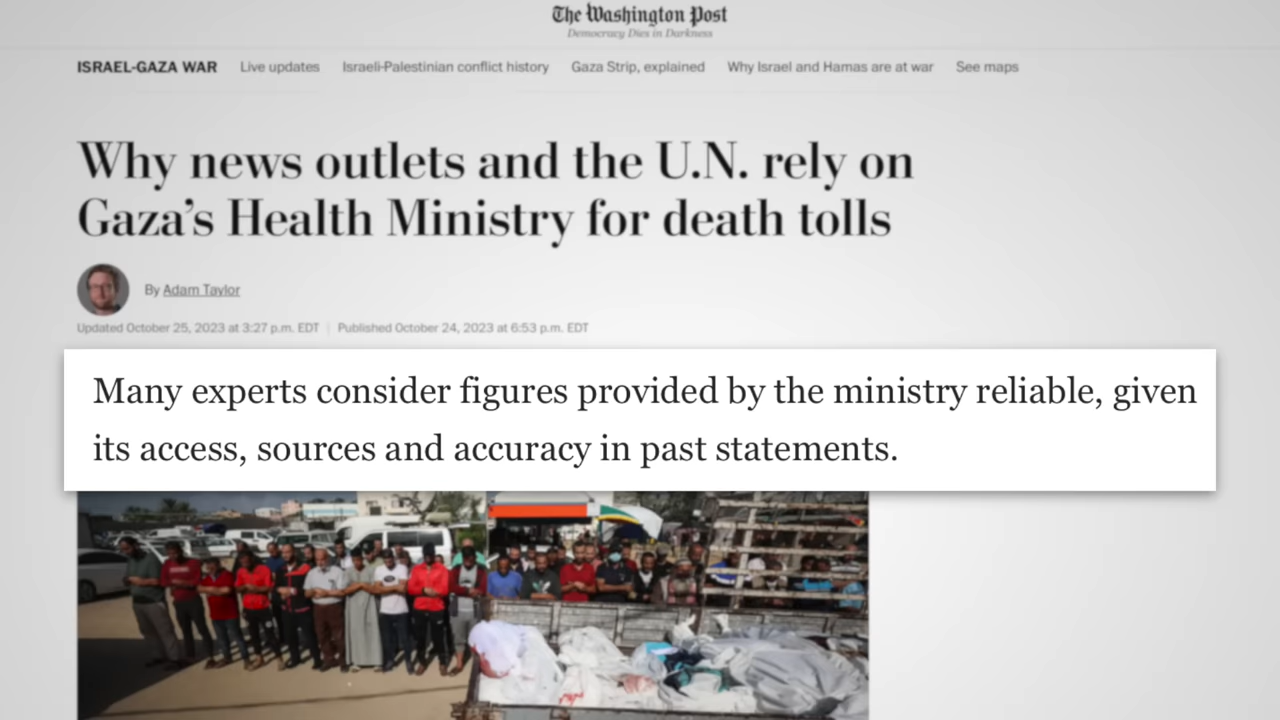 The Washington Post
Democracy Dies in Darkness
ISRAEL-GAZA WAR Live updates Israeli-Palestinian conflict history Gaza Strip, explained Why Israel and Hamas are at war See maps
Why news outlets and the U.N. rely on
Gaza’s Health Ministry for death tolls
By Adam Taylor
Updated October 25, 2023 at 3:27 p.m. EDT | Published October 24, 2023 at 6:53 p.m. EDT
Many experts consider figures provided by the ministry reliable, given
its access, sources and accuracy in past statements.